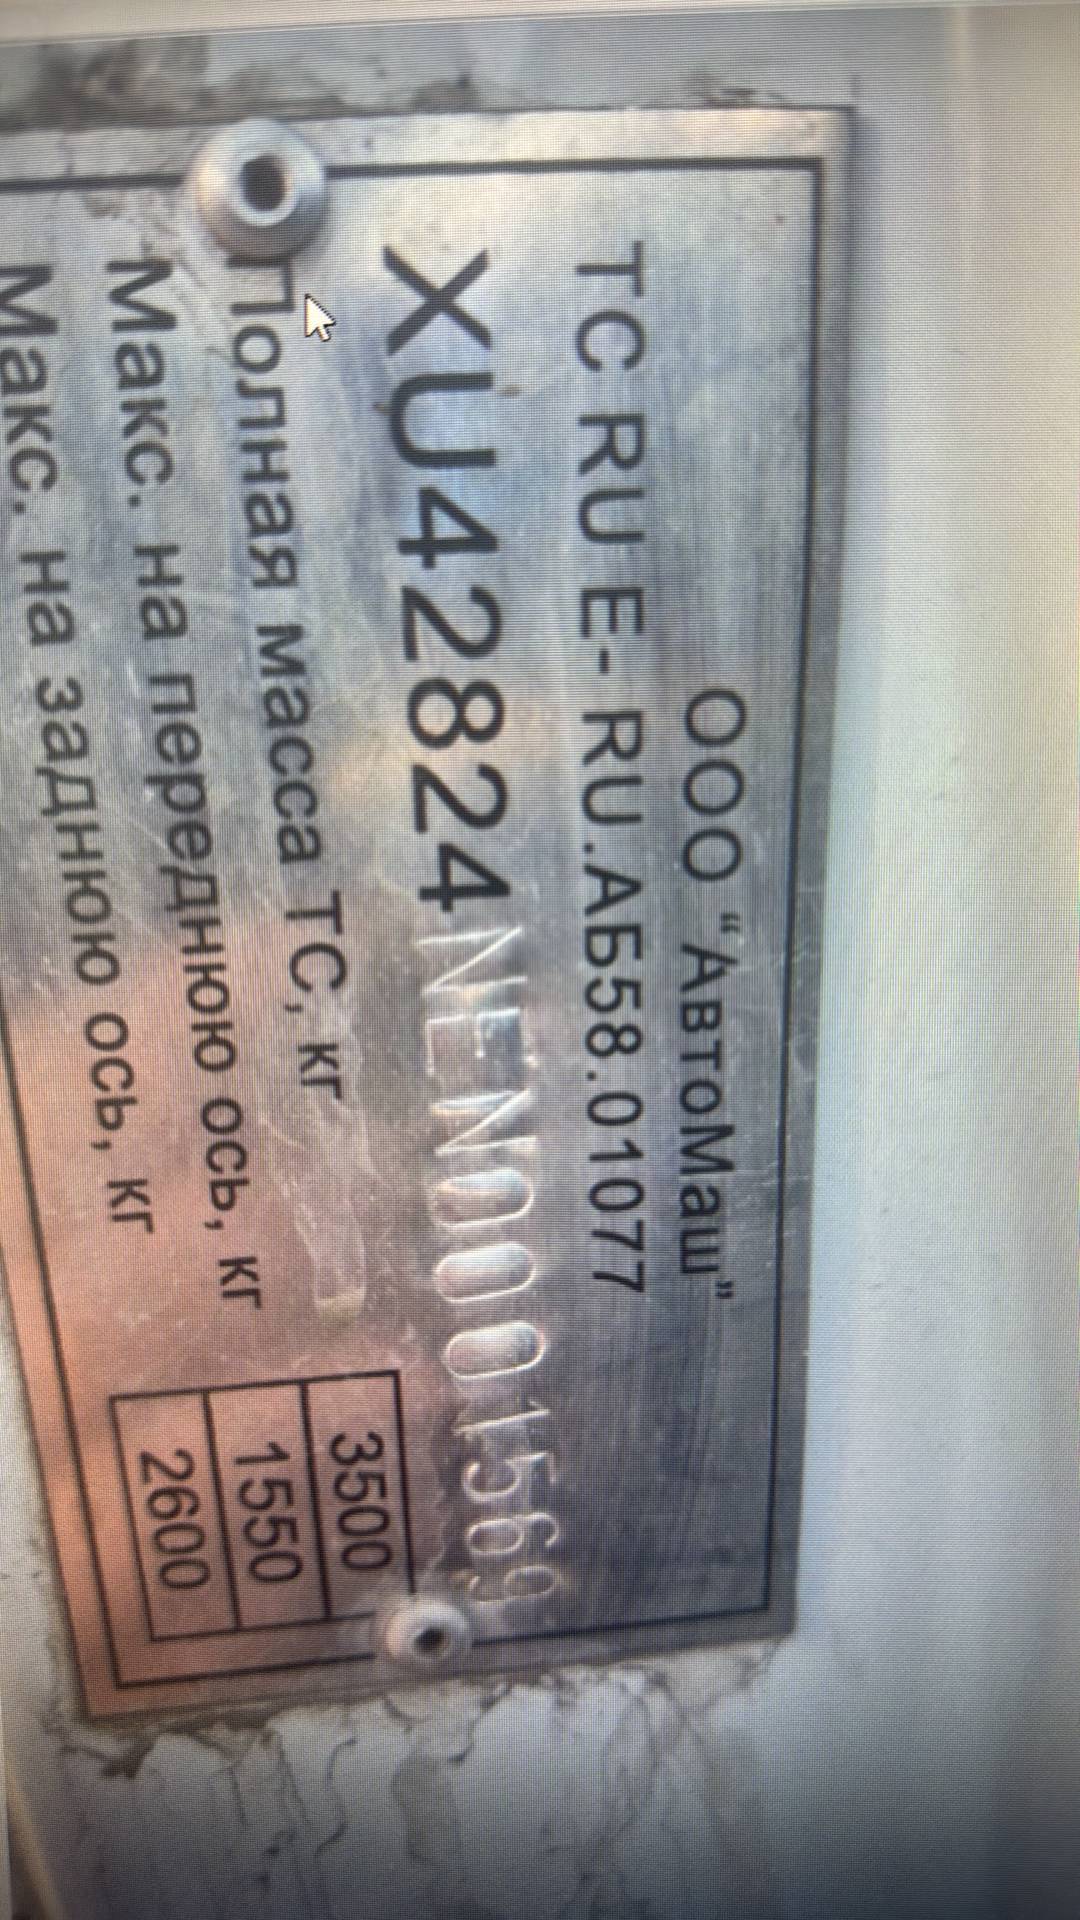 ООО “АвтоМаш”
ТС RU Е- RU.АБ58.01077
XU42824NEN0001569
Полная масса ТС, кг 3500
Макс. на переднюю ось, кг 1550
Макс. на заднюю ось, кг 2600